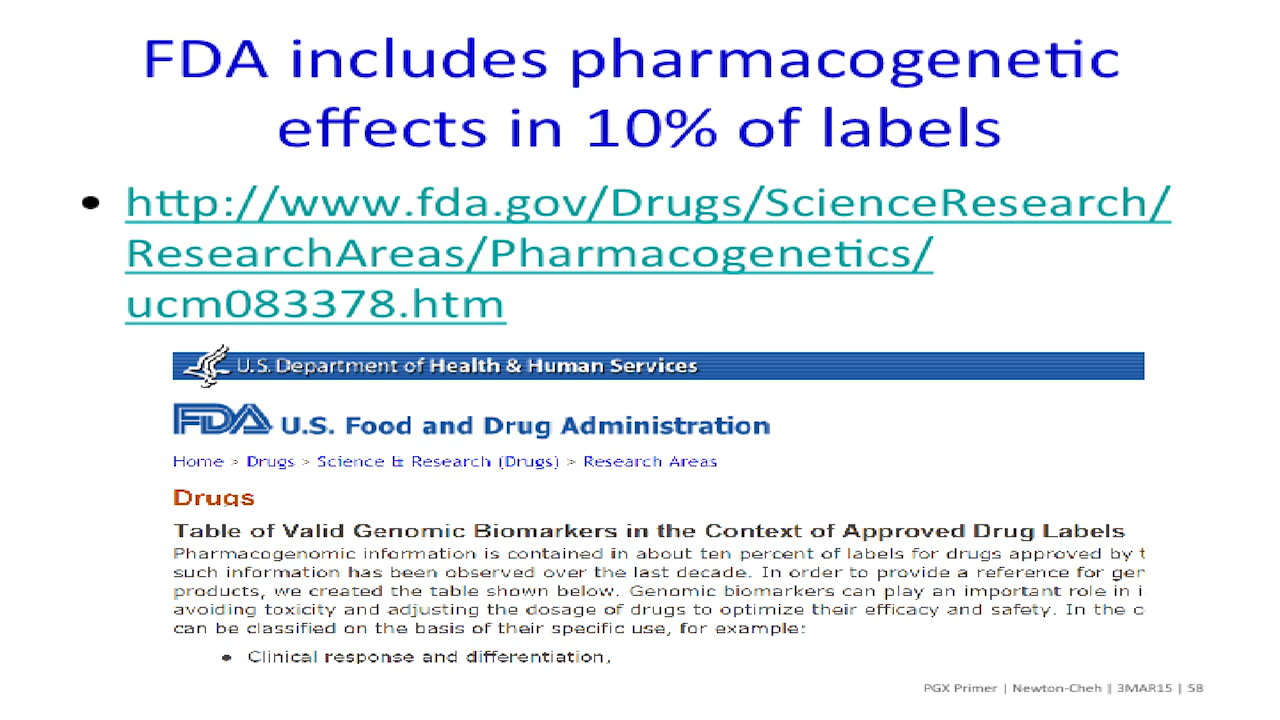 FDA includes pharmacogenetic
effects in 10% of labels
• http://www.fda.gov/Drugs/ScienceResearch/
ResearchAreas/Pharmacogenetics/
ucm083378.htm
U.S. Department of Health & Human Services
FDA U.S. Food and Drug Administration
Home > Drugs > Science & Research (Drugs) > Research Areas
Drugs
Table of Valid Genomic Biomarkers in the Context of Approved Drug Labels
Pharmacogenomic information is contained in about ten percent of labels for drugs approved by t
such information has been observed over the last decade. In order to provide a reference for ger
products, we created the table shown below. Genomic biomarkers can play an important role in i
avoiding toxicity and adjusting the dosage of drugs to optimize their efficacy and safety. In the c
can be classified on the basis of their specific use, for example:
• Clinical response and differentiation,
PGX Primer | Newton-Cheh | 3MAR15 | 58